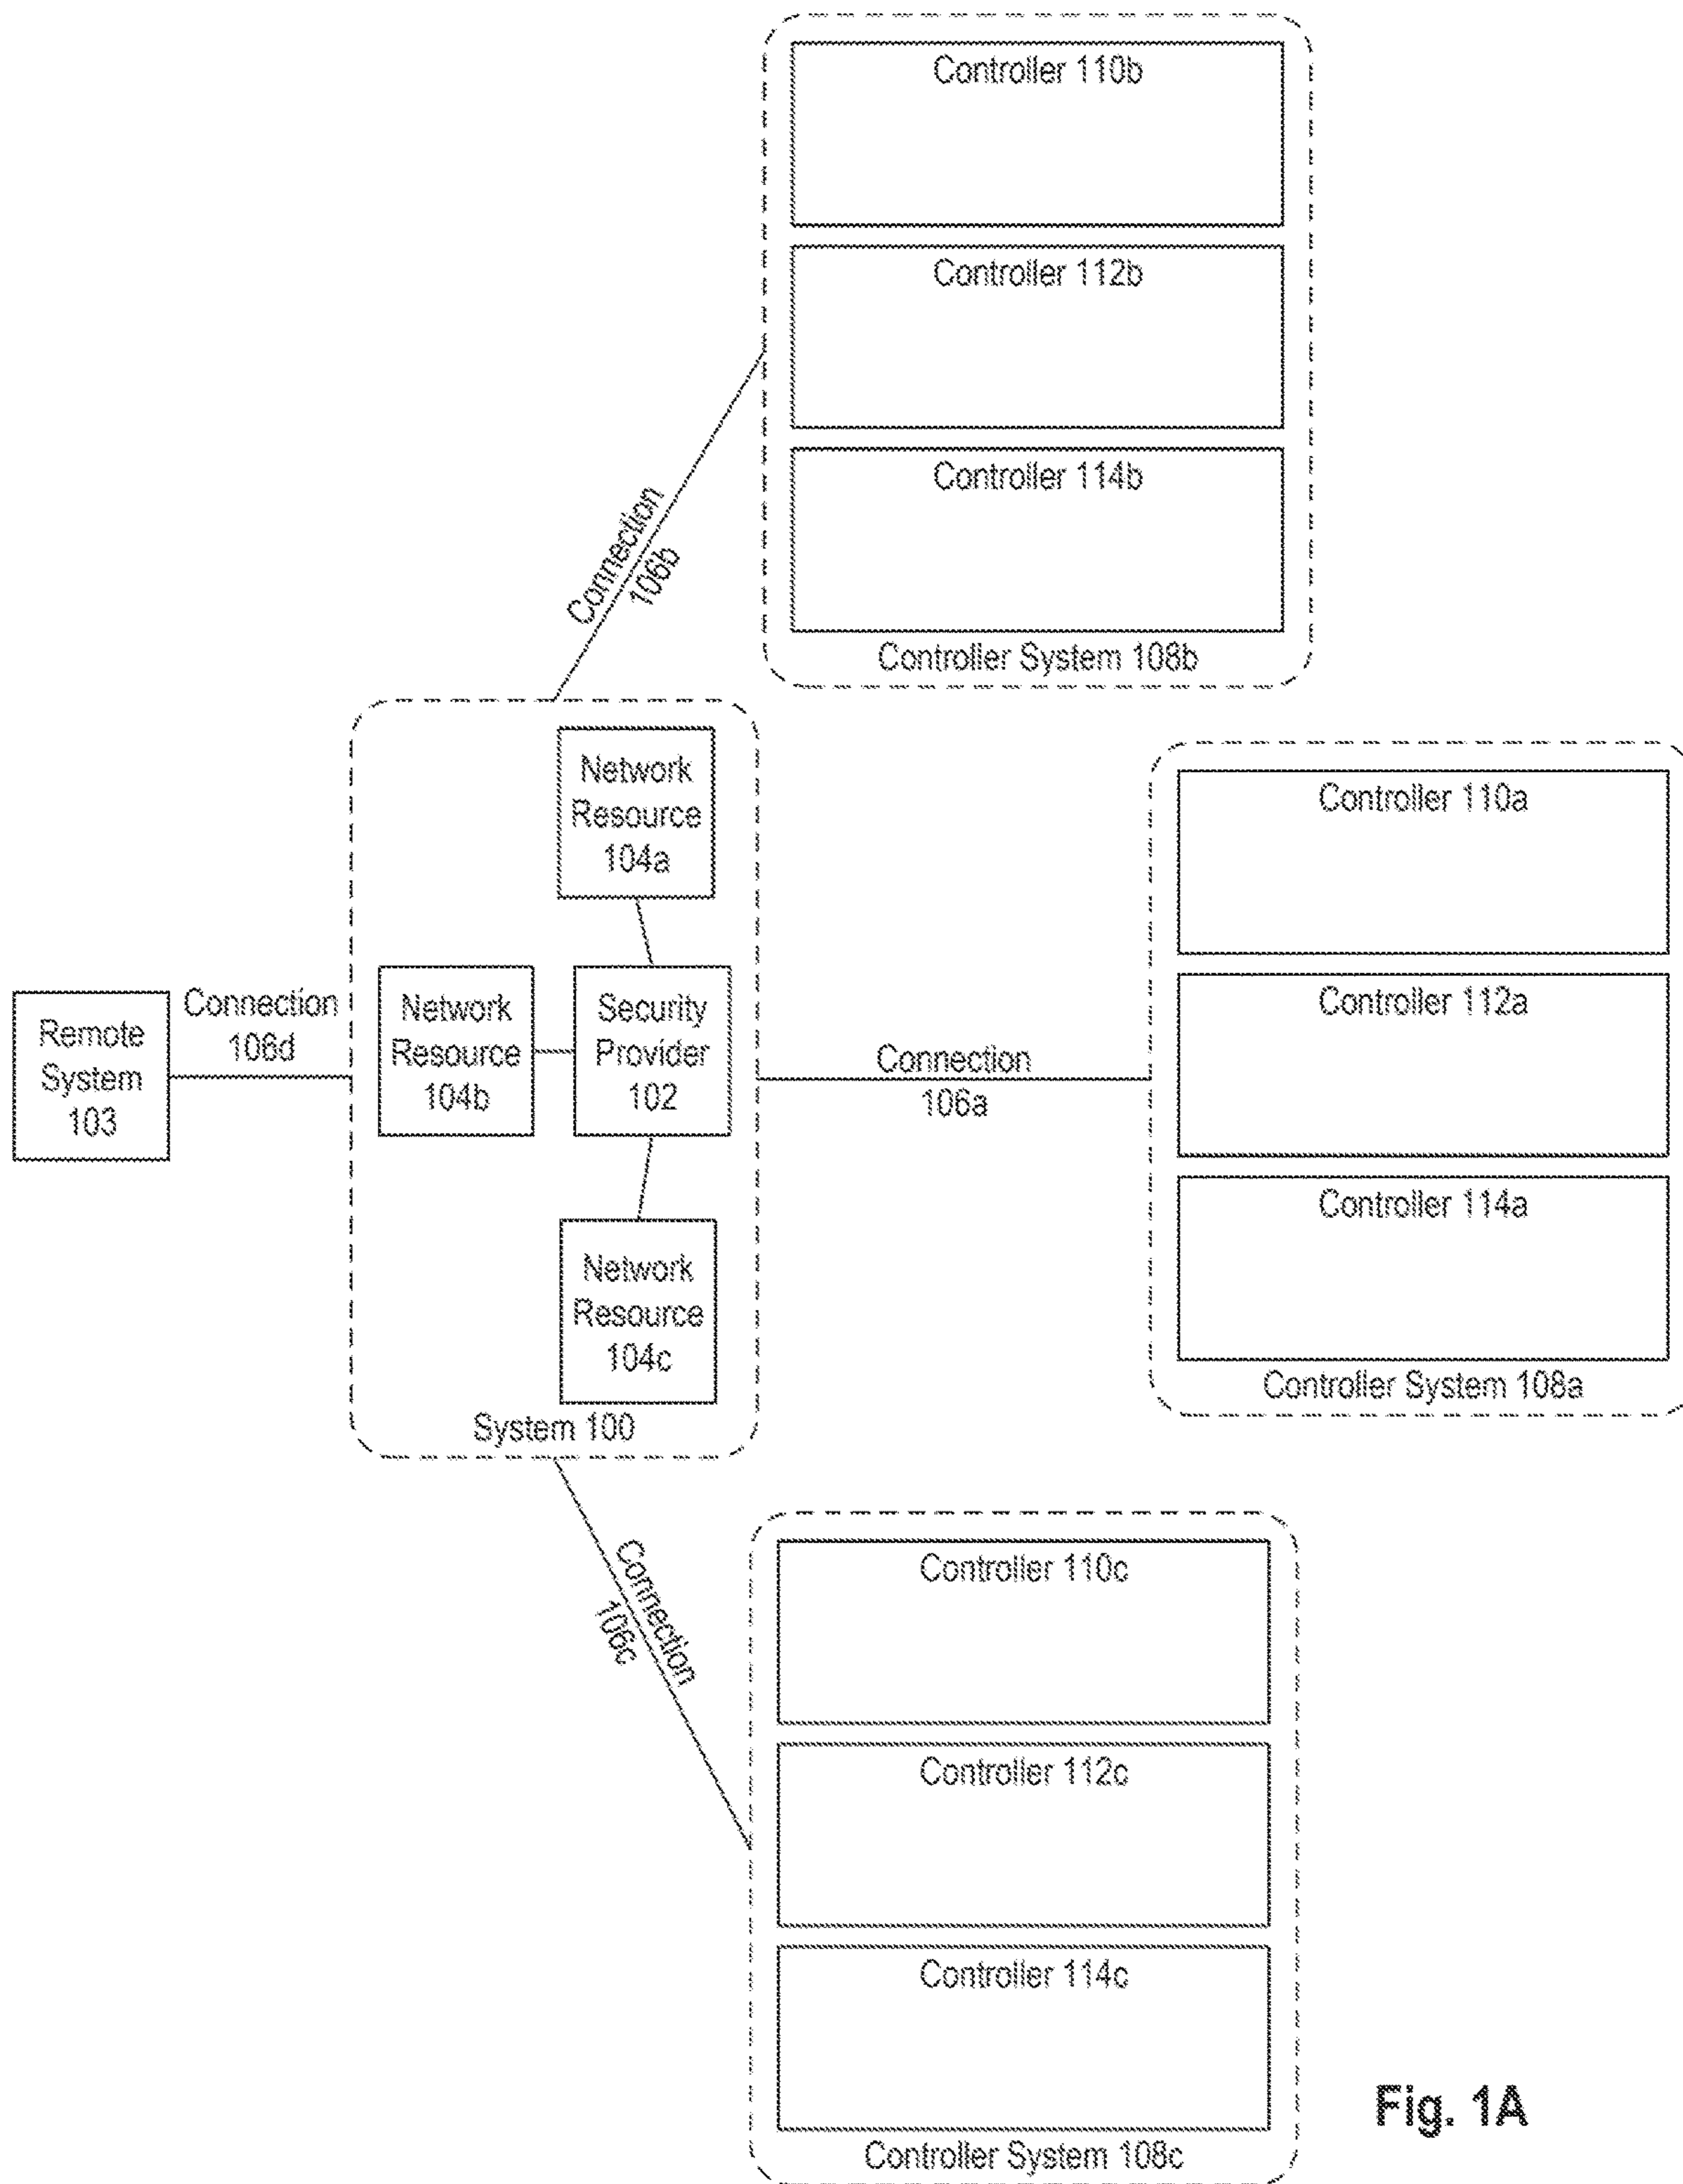 Controller 110b
Controller 112b
Controller 114b
Controller System 108b
Connection
106b
Network
Resource
104a
Network
Resource
104b
Security
Provider
102
Network
Resource
104c
System 100
Remote
System
103
Connection
106d
Connection
106a
Controller 110a
Controller 112a
Controller 114a
Controller System 108a
Connection
106c
Controller 110c
Controller 112c
Controller 114c
Controller System 108c
Fig. 1A